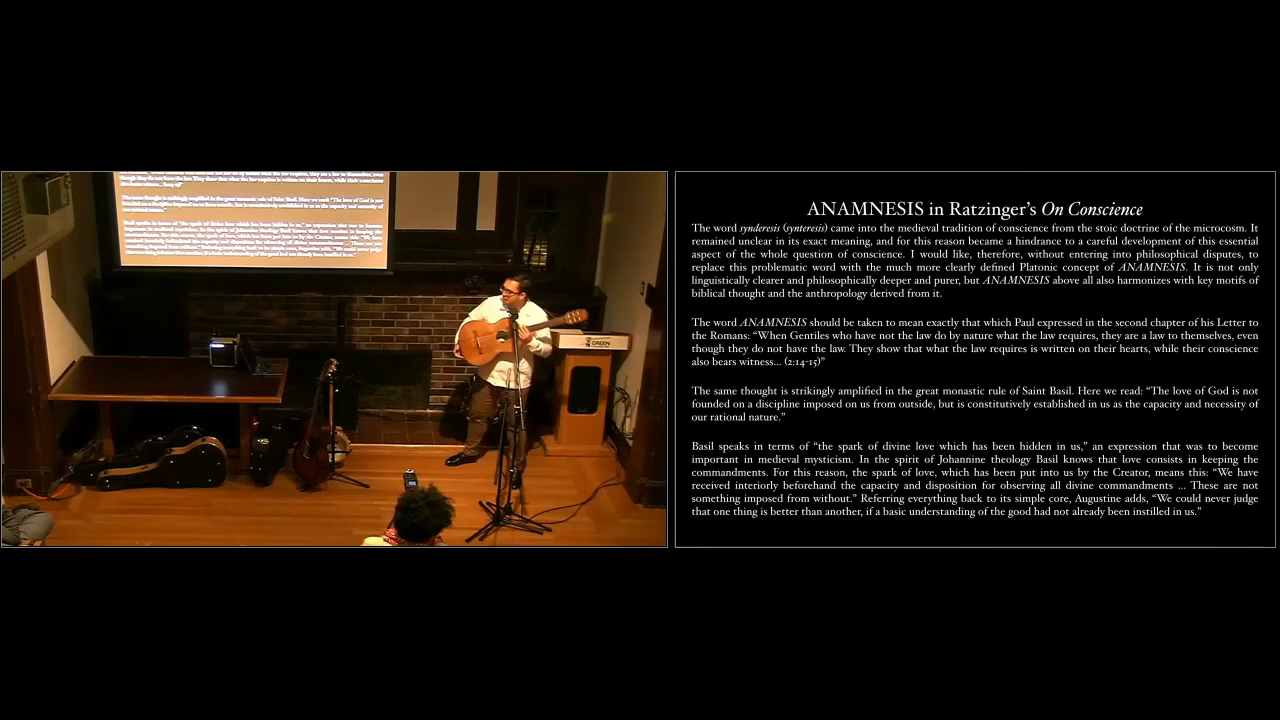 ANAMNESIS in Ratzinger's On Conscience
The word synderesis (synteresis) came into the medieval tradition of conscience from the stoic doctrine of the microcosm. It
remained unclear in its exact meaning, and for this reason became a hindrance to a careful development of this essential
aspect of the whole question of conscience. I would like, therefore, without entering into philosophical disputes, to
replace this problematic word with the much more clearly defined Platonic concept of ANAMNESIS. It is not only
linguistically clearer and philosophically deeper and purer, but ANAMNESIS above all also harmonizes with key motifs of
biblical thought and the anthropology derived from it.
The word ANAMNESIS should be taken to mean exactly that which Paul expressed in the second chapter of his Letter to
the Romans: “When Gentiles who have not the law do by nature what the law requires, they are a law to themselves, even
though they do not have the law. They show that what the law requires is written on their hearts, while their conscience
also bears witness... (2:14-15)”
The same thought is strikingly amplified in the great monastic rule of Saint Basil. Here we read: “The love of God is not
founded on a discipline imposed on us from outside, but is constitutively established in us as the capacity and necessity of
our rational nature.”
Basil speaks in terms of “the spark of divine love which has been hidden in us,” an expression that was to become
important in medieval mysticism. In the spirit of Johannine theology Basil knows that love consists in keeping the
commandments. For this reason, the spark of love, which has been put into us by the Creator, means this: “We have
received interiorly beforehand the capacity and disposition for observing all divine commandments ... These are not
something imposed from without.” Referring everything back to its simple core, Augustine adds, “We could never judge
that one thing is better than another, if a basic understanding of the good had not already been instilled in us.”
GREEN